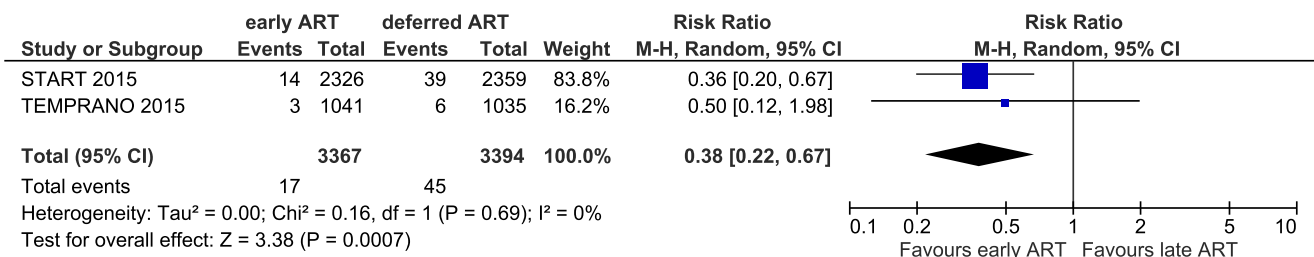 early ART deferred ART Risk Ratio Risk Ratio
Study or Subgroup Events Total Events Total Weight M-H, Random, 95% CI M-H, Random, 95% CI
START 2015 14 2326 39 2359 83.8% 0.36 [0.20, 0.67]
TEMPRANO 2015 3 1041 6 1035 16.2% 0.50 [0.12, 1.98]
Total (95% CI) 3367 3394 100.0% 0.38 [0.22, 0.67]
Total events 17 45
Heterogeneity: Tau² = 0.00; Chi² = 0.16, df = 1 (P = 0.69); I² = 0%
Test for overall effect: Z = 3.38 (P = 0.0007)
0.1 0.2 0.5 1 2 5 10
Favours early ART Favours late ART